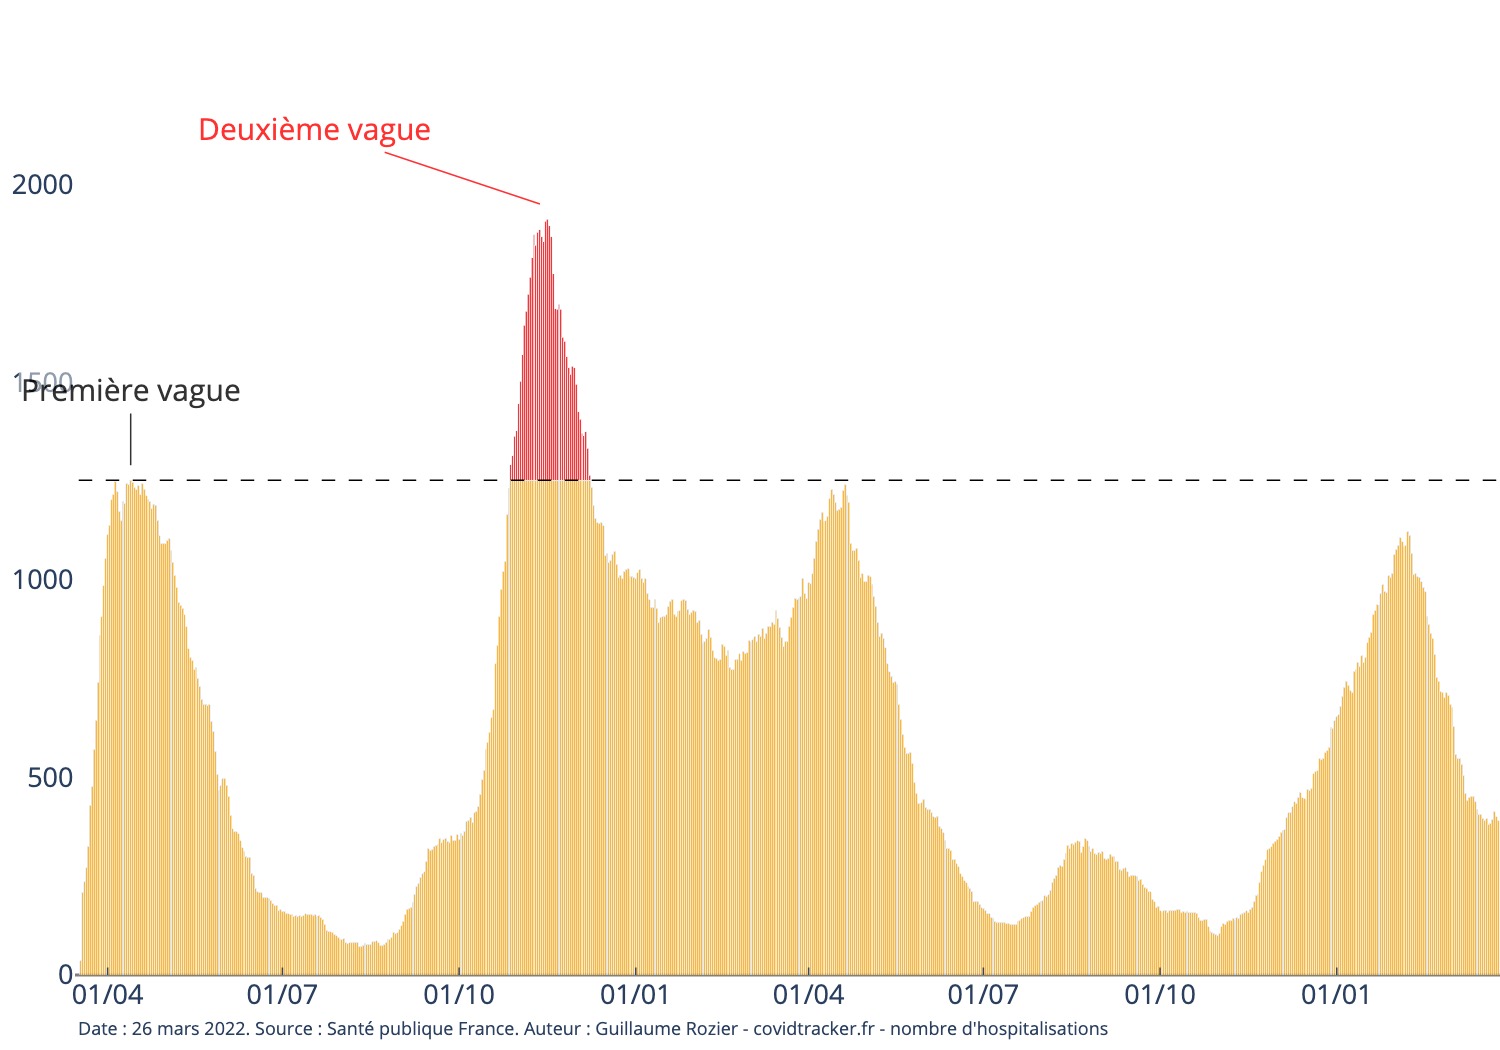 Deuxième vague
2000
1500
Première vague
1000
500
0
01/04 01/07 01/10 01/01 01/04 01/07 01/10 01/01
Date : 26 mars 2022. Source : Santé publique France. Auteur : Guillaume Rozier - covidtracker.fr - nombre d'hospitalisations